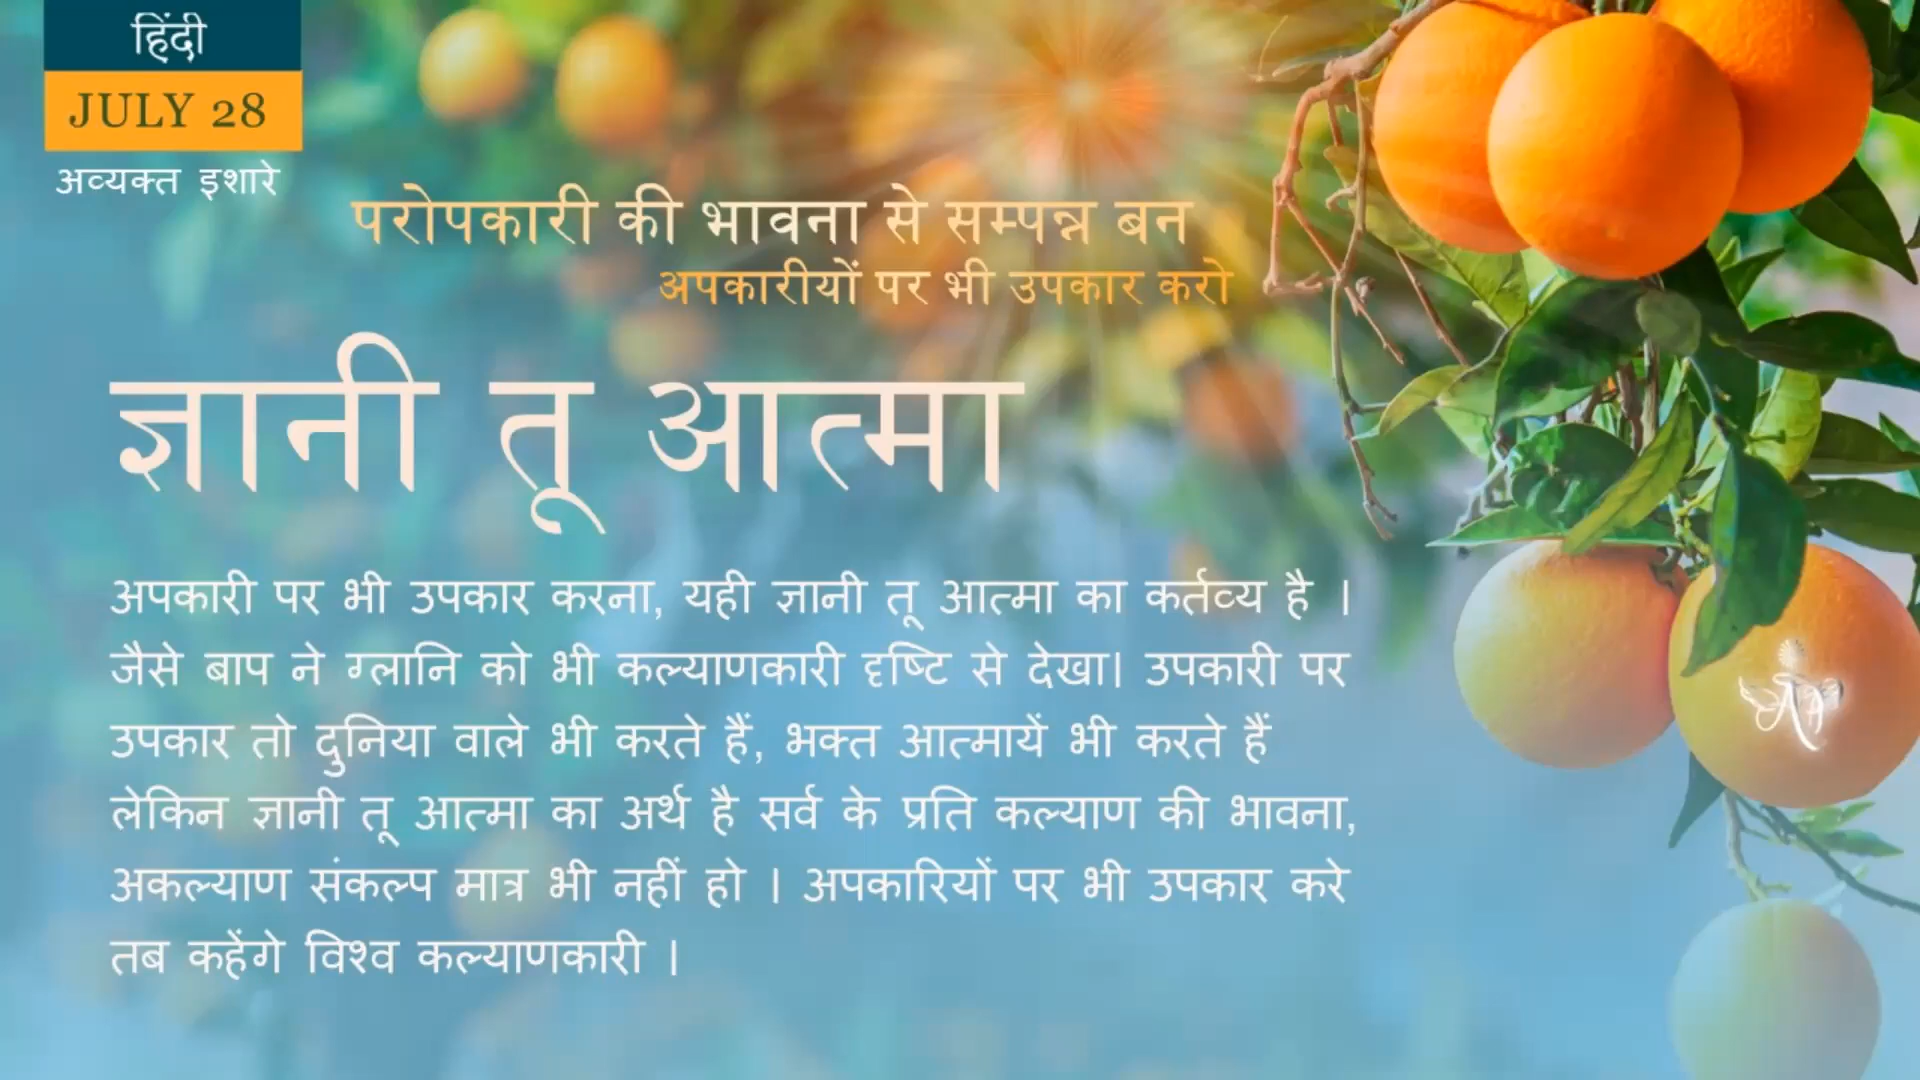 हिंदी
JULY 28
अव्यक्त इशारे
परोपकारी की भावना से सम्पन्न बन
अपकारीयों पर भी उपकार करो
ज्ञानी तू आत्मा
अपकारी पर भी उपकार करना, यही ज्ञानी तू आत्मा का कर्तव्य है ।
जैसे बाप ने ग्लानि को भी कल्याणकारी दृष्टि से देखा। उपकारी पर
उपकार तो दुनिया वाले भी करते हैं, भक्त आत्मायें भी करते हैं
लेकिन ज्ञानी तू आत्मा का अर्थ है सर्व के प्रति कल्याण की भावना,
अकल्याण संकल्प मात्र भी नहीं हो । अपकारियों पर भी उपकार करे
तब कहेंगे विश्व कल्याणकारी ।